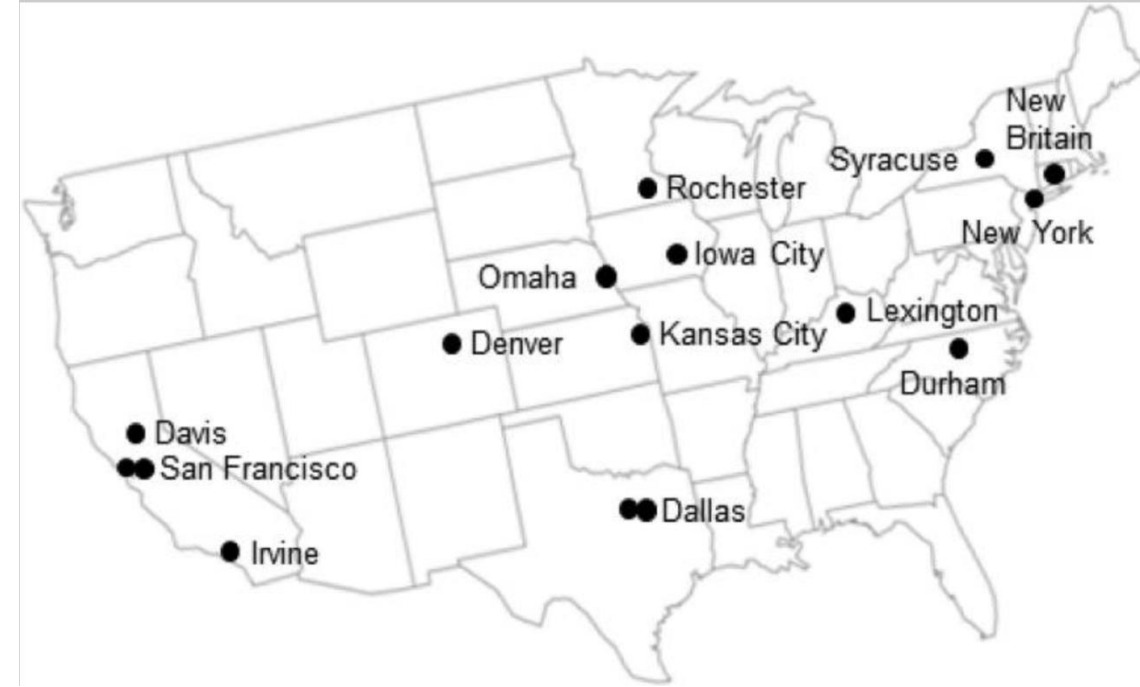 New
Britain
Syracuse
Rochester
New York
Iowa City
Omaha
Lexington
Kansas City
Denver
Durham
Davis
San Francisco
Dallas
Irvine